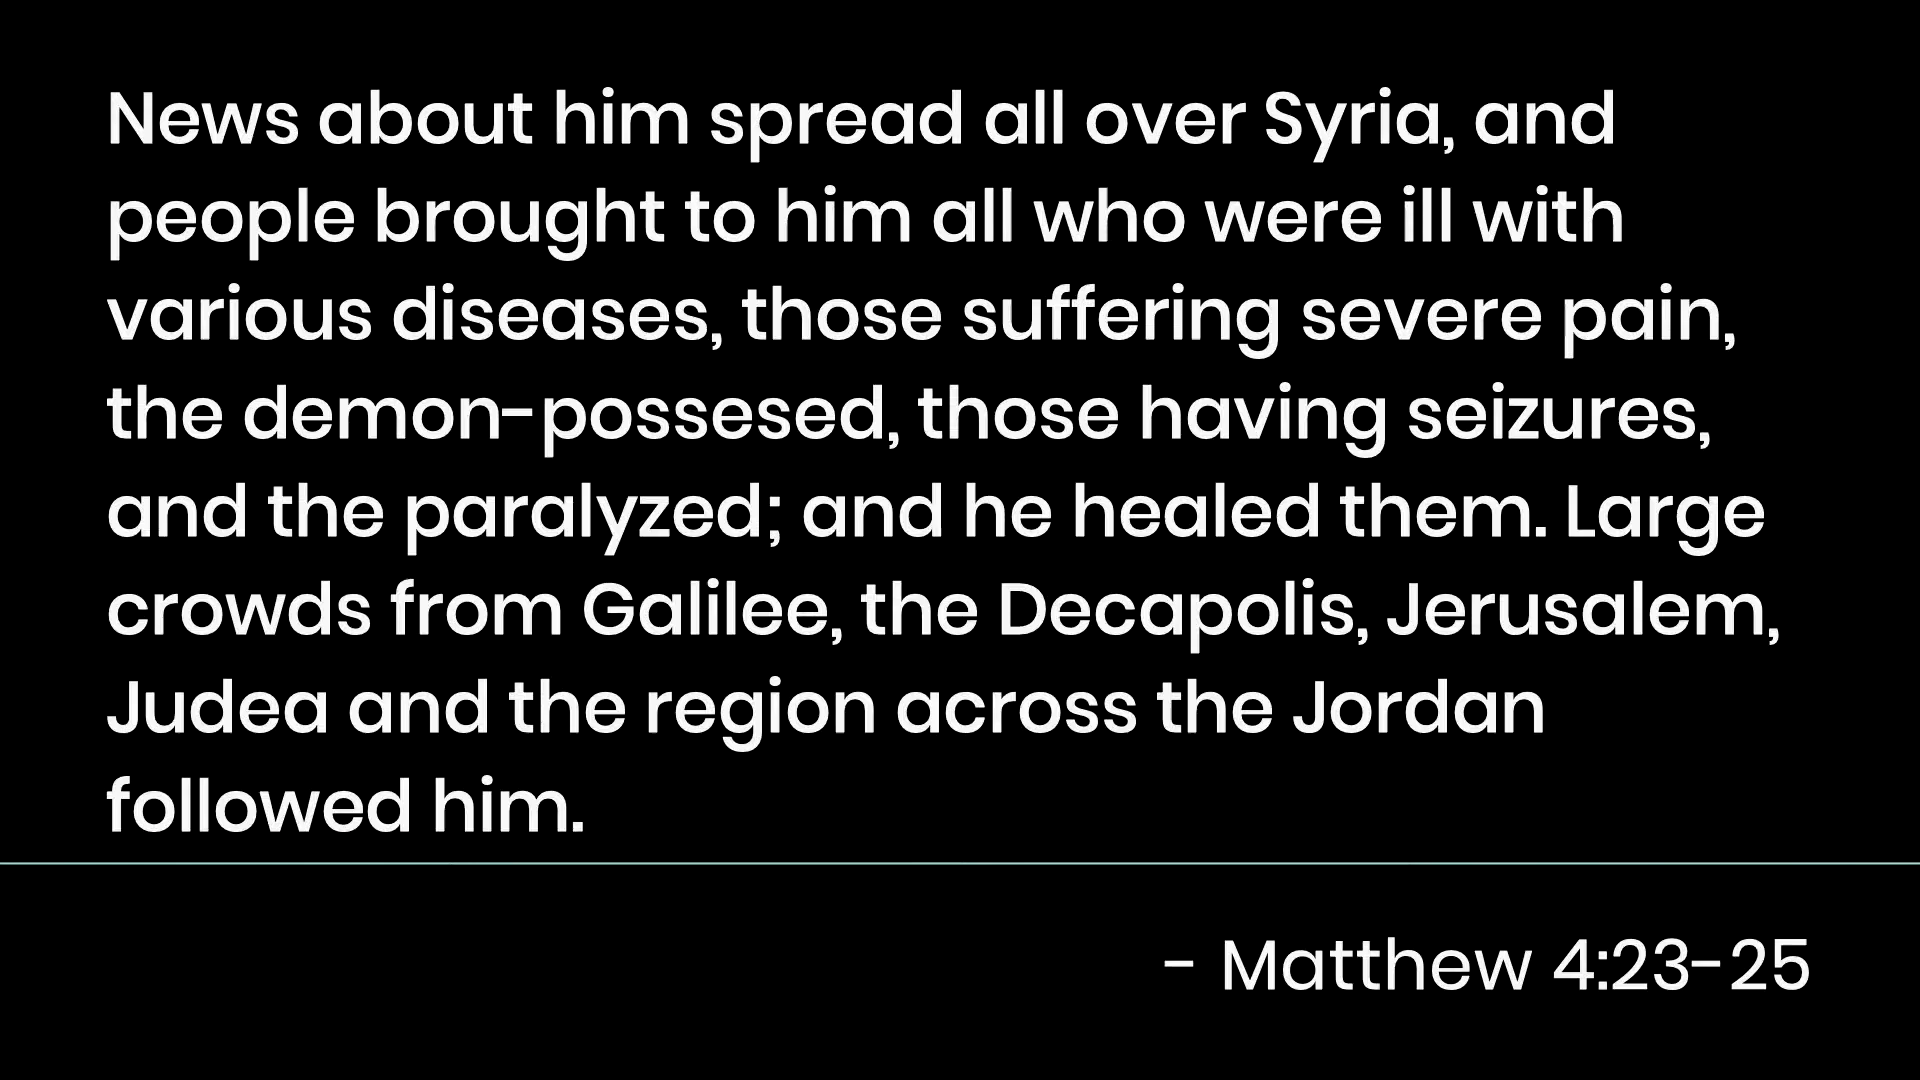 News about him spread all over Syria, and
people brought to him all who were ill with
various diseases, those suffering severe pain,
the demon-possesed, those having seizures,
and the paralyzed; and he healed them. Large
crowds from Galilee, the Decapolis, Jerusalem,
Judea and the region across the Jordan
followed him.
- Matthew 4:23-25